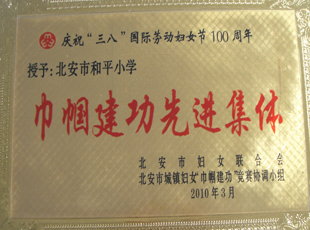 庆祝“三八”国际劳动妇女节100周年
授予:北安市和平小学
巾帼建功先进集体
北安市妇女联合会
北安市城镇妇女“巾帼建功”竞赛协调小组
2010年3月